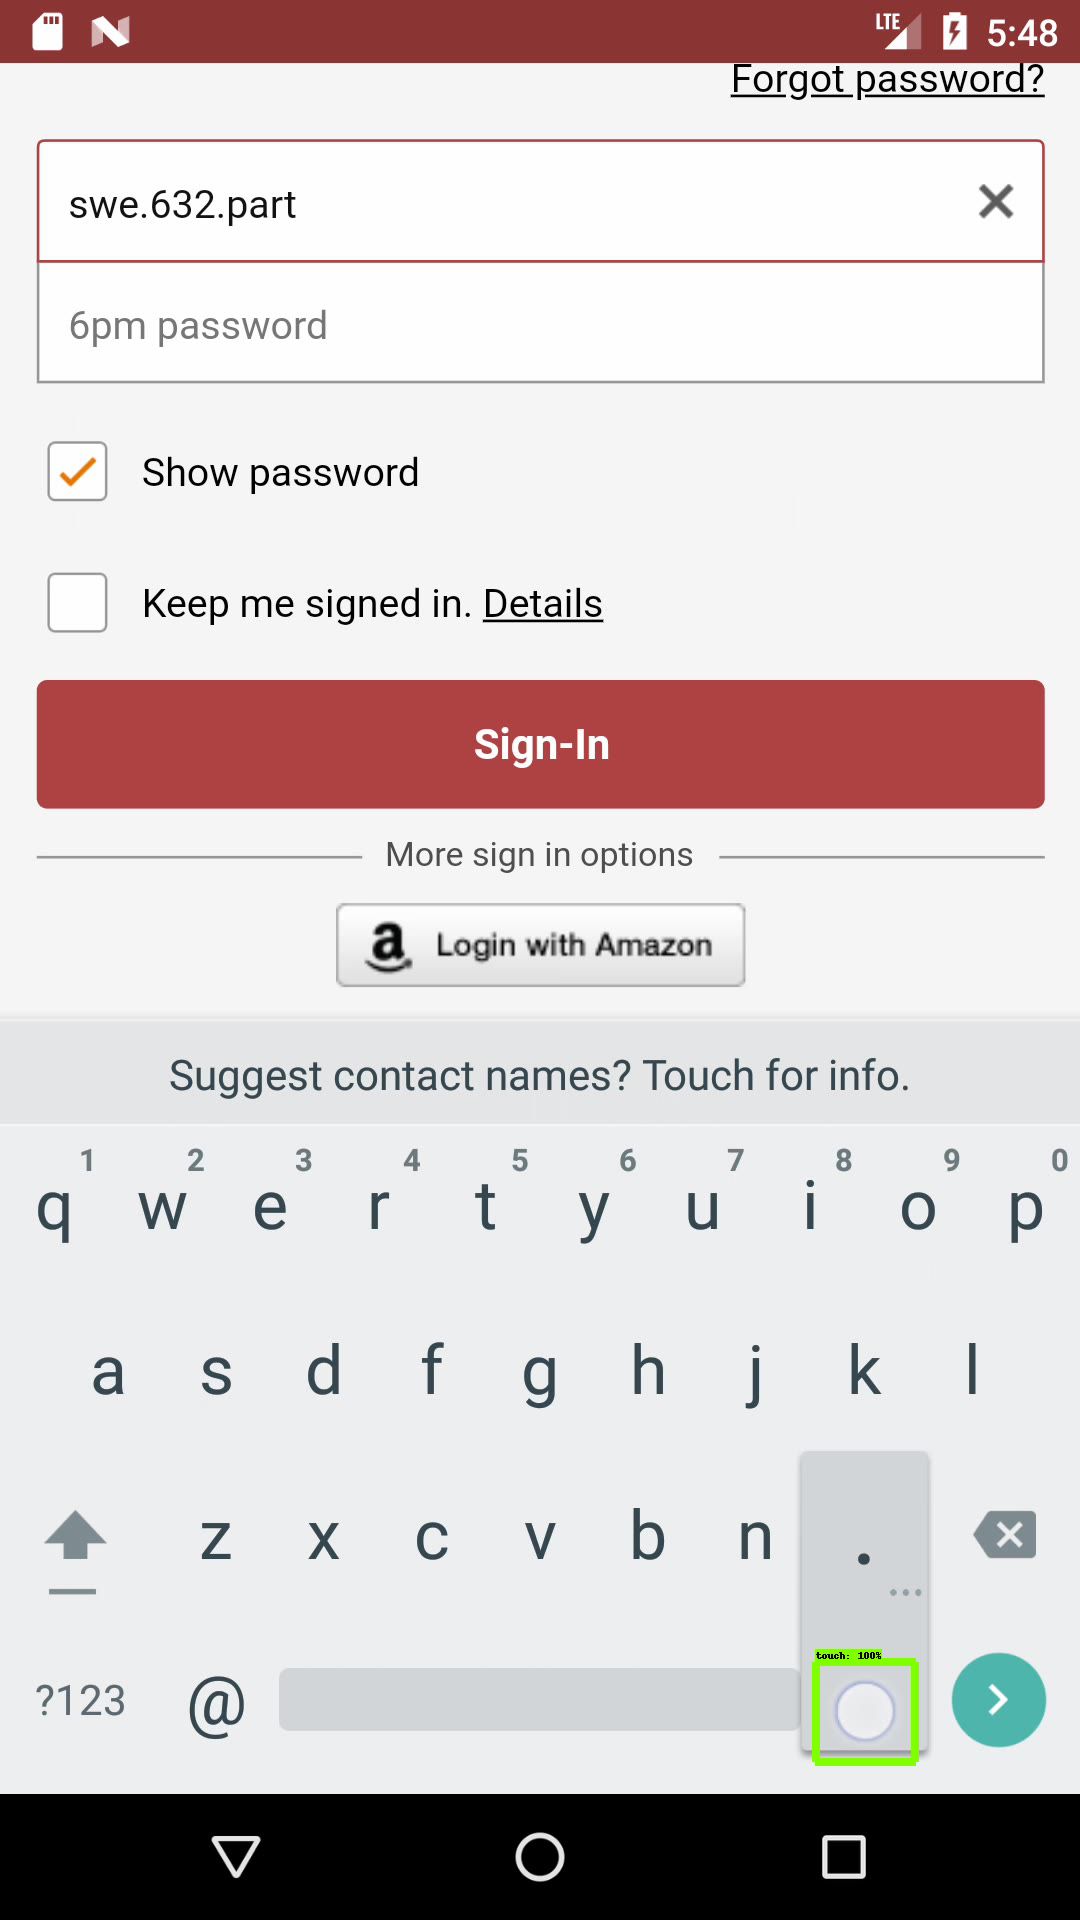 LTE 5:48
Forgot password?
swe.632.part
6pm password
Show password
Keep me signed in. Details
Sign-In
More sign in options
a Login with Amazon
Suggest contact names? Touch for info.
1 2 3 4 5 6 7 8 9 0
q w e r t y u i o p
a s d f g h j k l
z x c v b n .
touch: 100%
?123 @